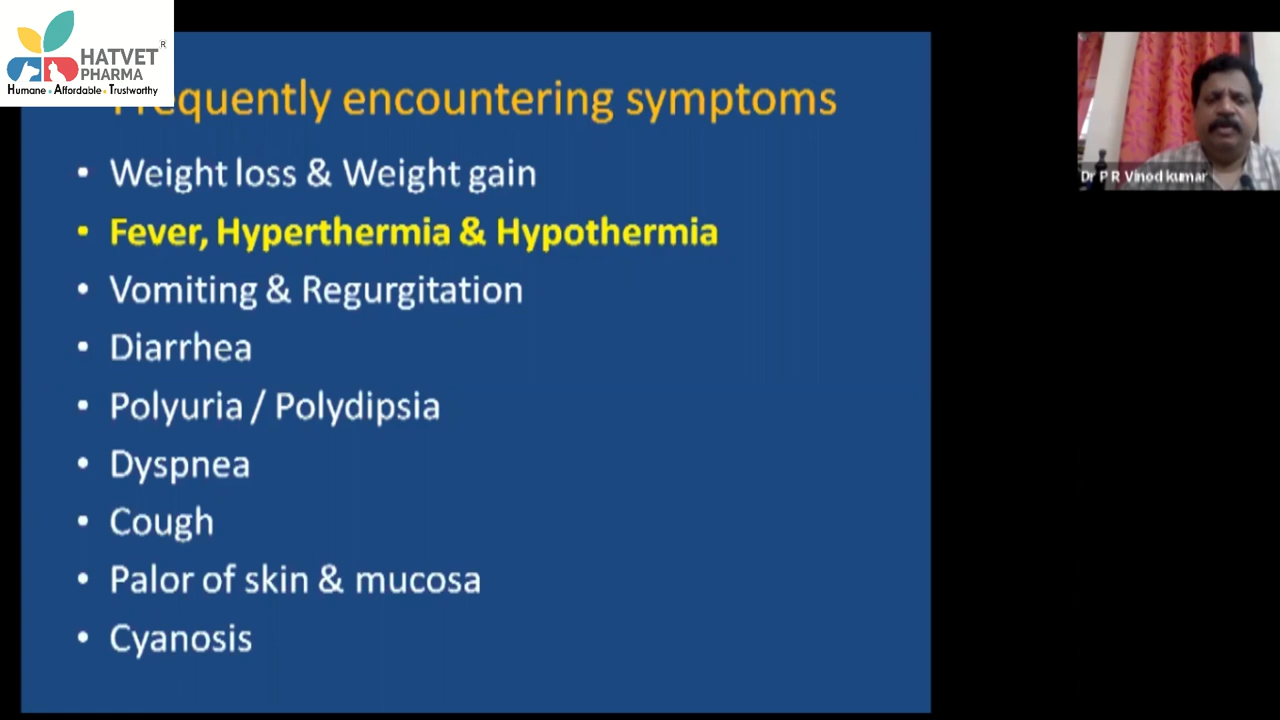 HATVET®
PHARMA
Humane • Affordable • Trustworthy
Frequently encountering symptoms
• Weight loss & Weight gain
• Fever, Hyperthermia & Hypothermia
• Vomiting & Regurgitation
• Diarrhea
• Polyuria / Polydipsia
• Dyspnea
• Cough
• Palor of skin & mucosa
• Cyanosis
Dr P R Vinod kumar